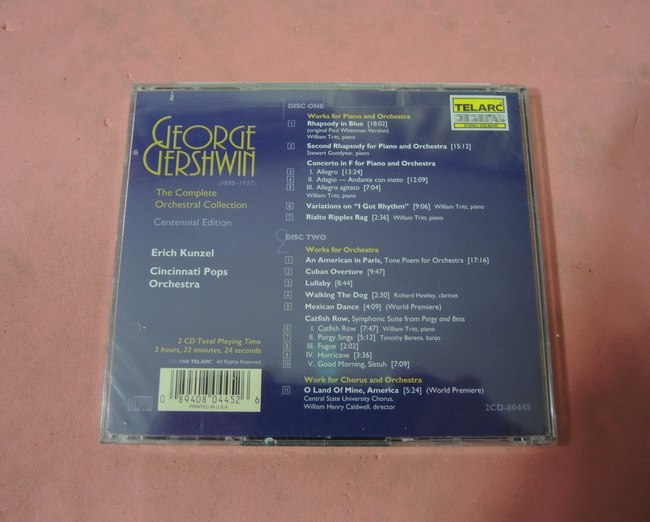 GEORGE
GERSHWIN
(1898-1937)
The Complete
Orchestral Collection
Centennial Edition
Erich Kunzel
Cincinnati Pops
Orchestra
2 CD Total Playing Time
2 hours, 22 minutes, 24 seconds
1998 TELARC All Rights Reserved
0 89408 04452 6
PRINTED IN U.S.A.
TELARC
DIGITAL
DISC ONE
Works for Piano and Orchestra
1 Rhapsody in Blue [18:02]
(original Paul Whiteman Version)
William Tritt, piano
2 Second Rhapsody for Piano and Orchestra [15:12]
Stewart Goodyear, piano
Concerto in F for Piano and Orchestra
3 I. Allegro [13:24]
4 II. Adagio — Andante con moto [12:09]
5 III. Allegro agitato [7:04]
William Tritt, piano
6 Variations on "I Got Rhythm" [9:06] William Tritt, piano
7 Rialto Ripples Rag [2:36] William Tritt, piano
2
DISC TWO
Works for Orchestra
1 An American in Paris, Tone Poem for Orchestra [17:16]
2 Cuban Overture [9:47]
3 Lullaby [8:44]
4 Walking The Dog [2:30] Richard Hawley, clarinet
5 Mexican Dance [4:09] (World Premiere)
Catfish Row, Symphonic Suite from Porgy and Bess
6 I. Catfish Row [7:47] William Tritt, piano
7 II. Porgy Sings [5:12] Timothy Berens, banjo
8 III. Fugue [2:02]
9 IV. Hurricane [3:36]
10 V. Good Morning, Sistuh [7:09]
Work for Chorus and Orchestra
11 O Land Of Mine, America [5:24] (World Premiere)
Central State University Chorus,
William Henry Caldwell, director
2CD-80445